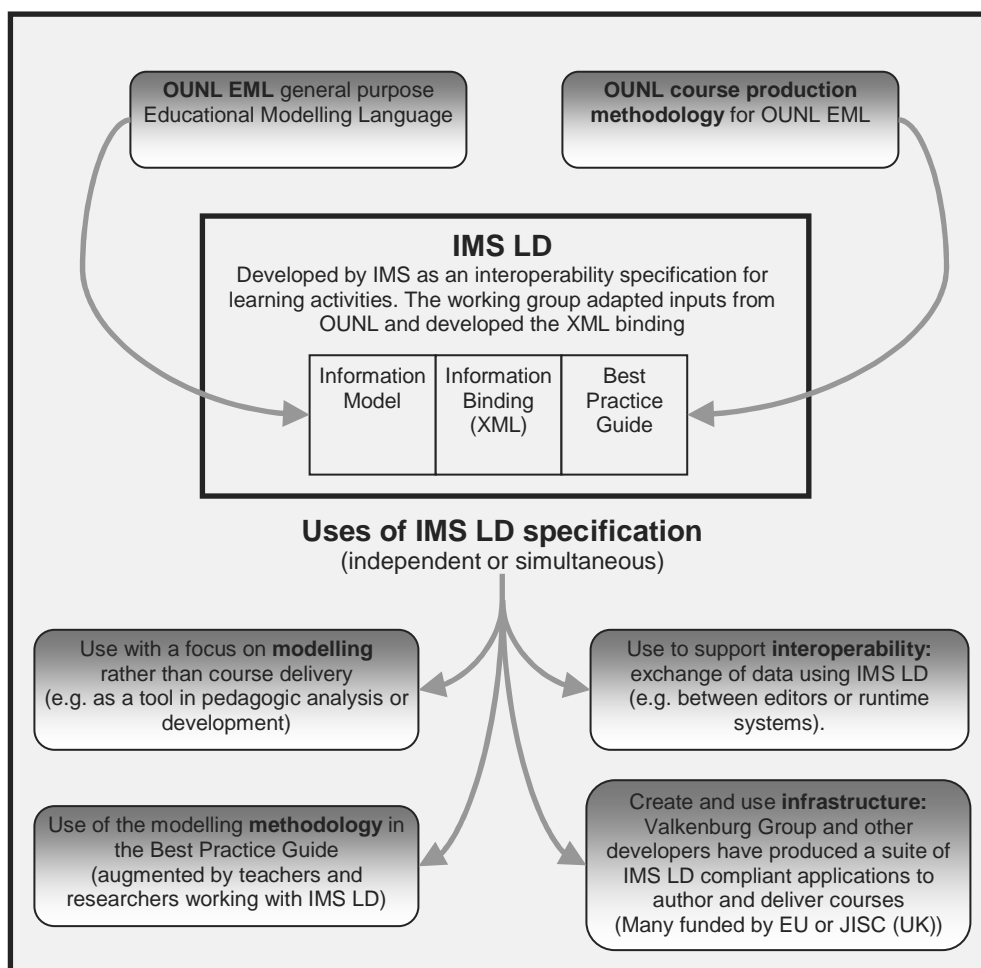 OUNL EML general purpose
Educational Modelling Language
OUNL course production
methodology for OUNL EML
IMS LD
Developed by IMS as an interoperability specification for
learning activities. The working group adapted inputs from
OUNL and developed the XML binding
Information
Model
Information
Binding
(XML)
Best
Practice
Guide
Uses of IMS LD specification
(independent or simultaneous)
Use with a focus on modelling
rather than course delivery
(e.g. as a tool in pedagogic analysis or
development)
Use to support interoperability:
exchange of data using IMS LD
(e.g. between editors or runtime
systems).
Use of the modelling methodology in
the Best Practice Guide
(augmented by teachers and
researchers working with IMS LD)
Create and use infrastructure:
Valkenburg Group and other
developers have produced a suite of
IMS LD compliant applications to
author and deliver courses
(Many funded by EU or JISC (UK))